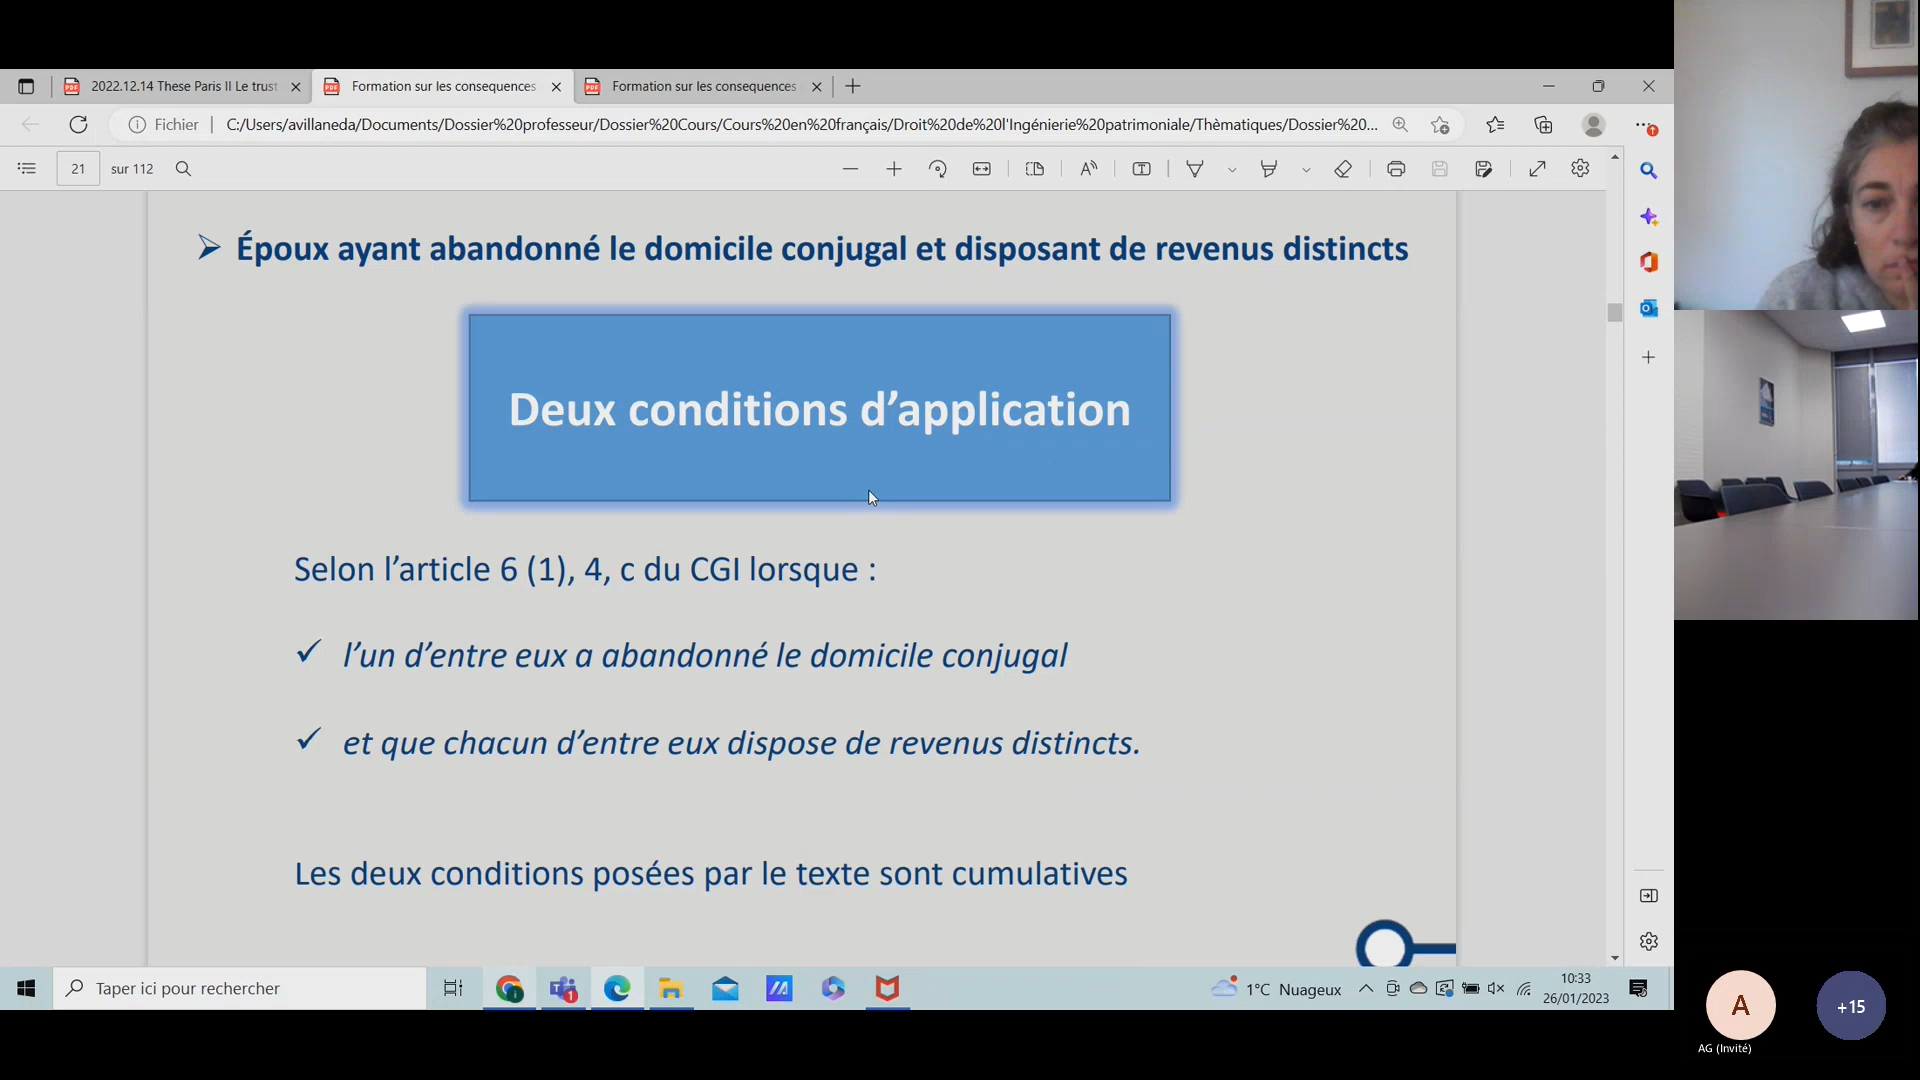 2022.12.14 These Paris II Le trust
Formation sur les consequences
Formation sur les consequences
Fichier
C:/Users/avillaneda/Documents/Dossier%20professeur/Dossier%20Cours/Cours%20en%20français/Droit%20de%20l'Ingénierie%20patrimoniale/Thèmatiques/Dossier%20...
21 sur 112
Époux ayant abandonné le domicile conjugal et disposant de revenus distincts
Deux conditions d’application
Selon l’article 6 (1), 4, c du CGI lorsque :
l’un d’entre eux a abandonné le domicile conjugal
et que chacun d’entre eux dispose de revenus distincts.
Les deux conditions posées par le texte sont cumulatives
Taper ici pour rechercher
1
1°C Nuageux
10:33
26/01/2023
A
AG (Invité)
+15